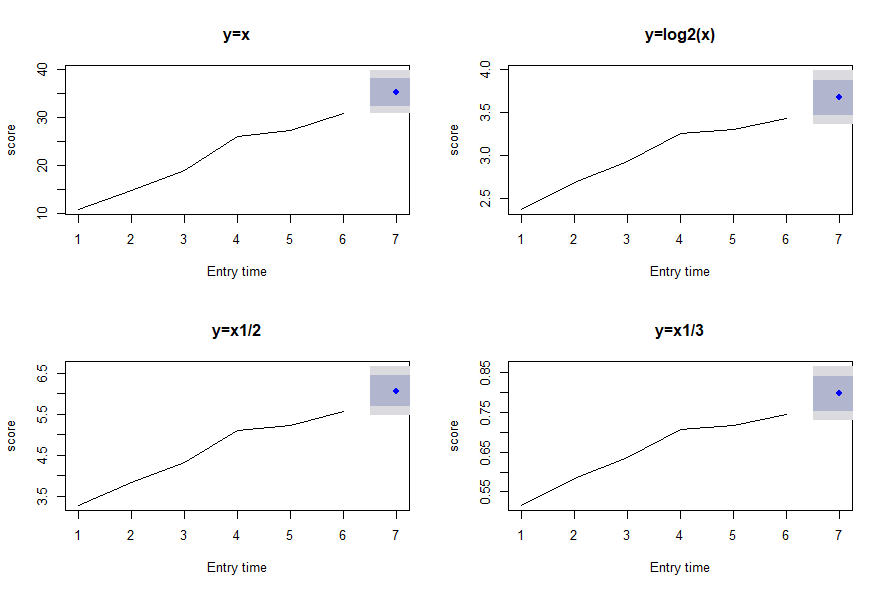 y=x
score
40
30
20
10
1 2 3 4 5 6 7
Entry time
y=log2(x)
score
4.0
3.5
3.0
2.5
1 2 3 4 5 6 7
Entry time
y=x1/2
score
6.5
5.5
4.5
3.5
1 2 3 4 5 6 7
Entry time
y=x1/3
score
0.85
0.75
0.65
0.55
1 2 3 4 5 6 7
Entry time